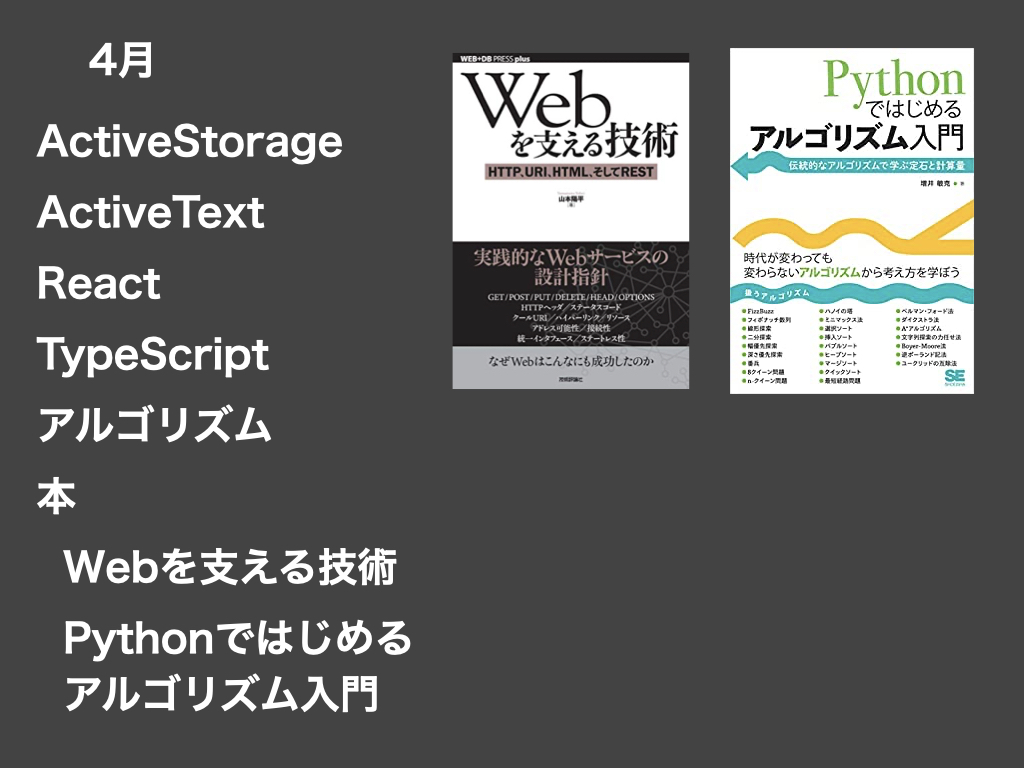 4月
ActiveStorage
ActiveText
React
TypeScript
アルゴリズム
本
Webを支える技術
Pythonではじめる
アルゴリズム入門
WEB+DB PRESS plus
Web
を支える技術
HTTP、URI、HTML、そしてREST
山本陽平
実践的なWebサービスの
設計指針
GET/POST/PUT/DELETE/HEAD/OPTIONS
HTTPヘッダ/ステータスコード
クールURI/ハイパーリンク/リソース
アドレス可能性/接続性
統一インタフェース/ステートレス性
なぜWebはこんなにも成功したのか
技術評論社
Python
ではじめる
アルゴリズム入門
伝統的なアルゴリズムで学ぶ定石と計算量
増井 敏克 著
時代が変わっても
変わらないアルゴリズムから考え方を学ぼう
扱うアルゴリズム
FizzBuzz
フィボナッチ数列
線形探索
二分探索
幅優先探索
深さ優先探索
番兵
8クイーン問題
n-クイーン問題
ハノイの塔
ミニマックス法
選択ソート
挿入ソート
バブルソート
ヒープソート
マージソート
クイックソート
最短経路問題
ベルマン・フォード法
ダイクストラ法
A*アルゴリズム
文字列探索の力任せ法
Boyer-Moore法
逆ポーランド記法
ユークリッドの互除法
SE
SHOEISHA